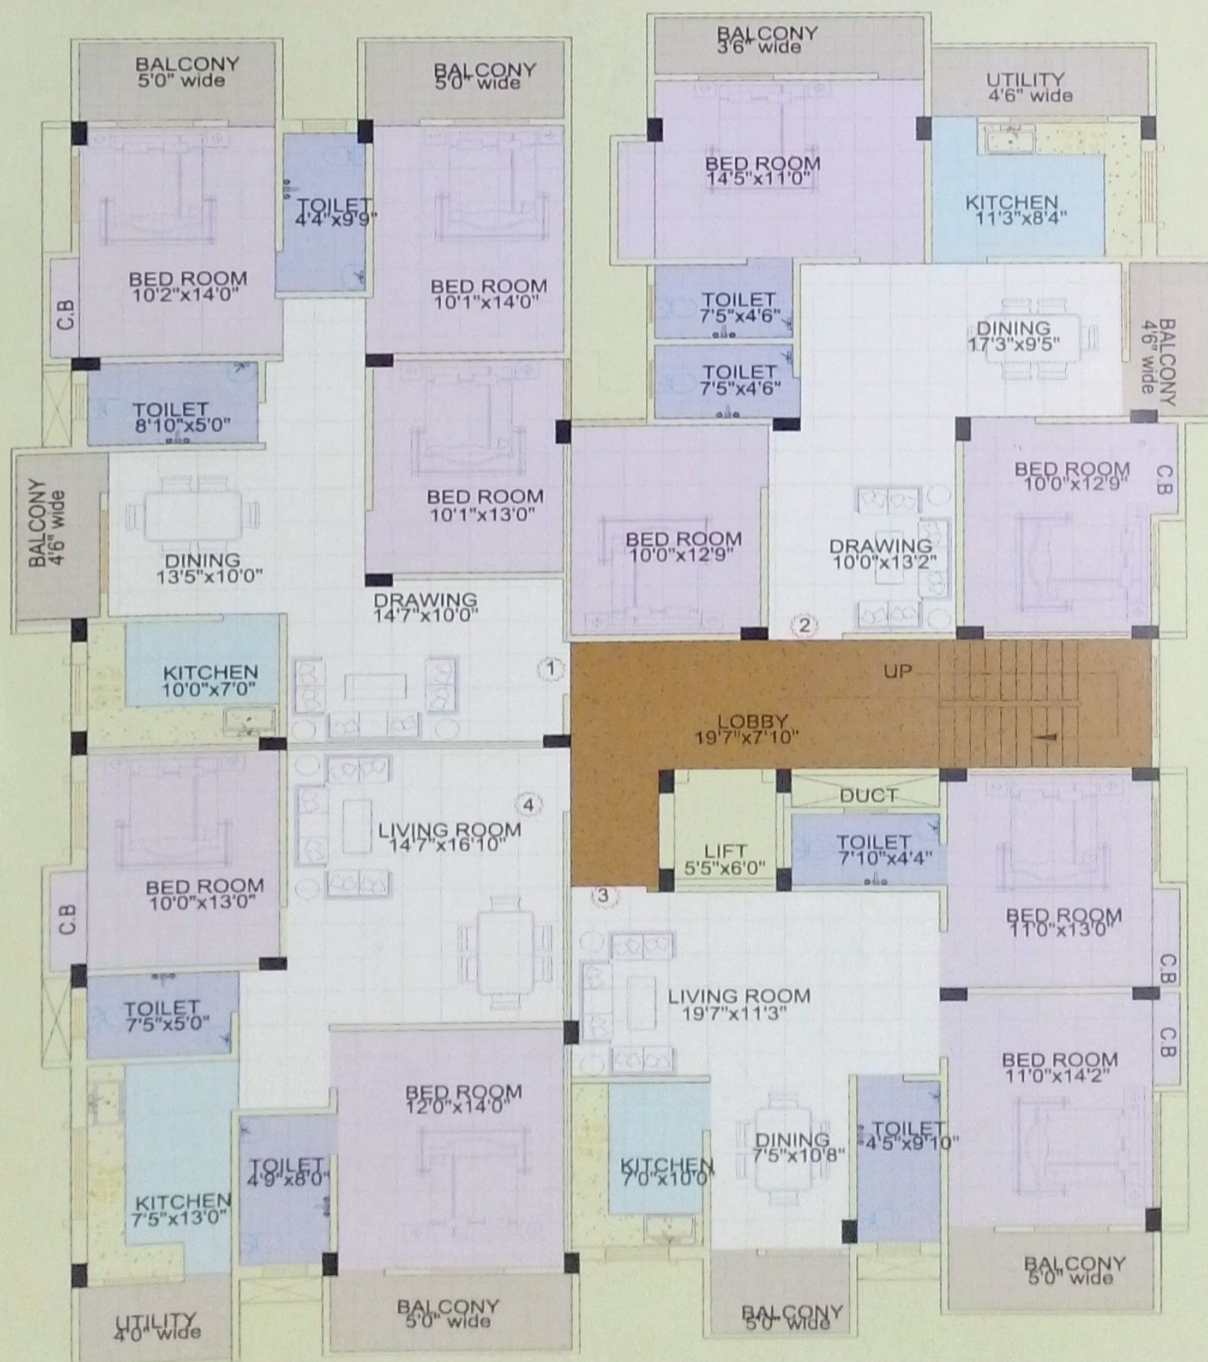 BALCONY
5'0" wide
BALCONY
5'0" wide
BALCONY
3'6" wide
UTILITY
4'6" wide
BED ROOM
14'5"x11'0"
TOILET
4'4"x9'9"
KITCHEN
11'3"x8'4"
BED ROOM
10'2"x14'0"
BED ROOM
10'1"x14'0"
C.B
TOILET
7'5"x4'6"
DINING
17'3"x9'5"
BALCONY
4'6" wide
TOILET
7'5"x4'6"
TOILET
8'10"x5'0"
BED ROOM
10'1"x13'0"
BED ROOM
10'0"x12'9"
C.B
BALCONY
4'6" wide
DINING
13'5"x10'0"
BED ROOM
10'0"x12'9"
DRAWING
10'0"x13'2"
DRAWING
14'7"x10'0"
2
KITCHEN
10'0"x7'0"
1
UP
LOBBY
19'7"x7'10"
DUCT
4
LIVING ROOM
14'7"x16'10"
LIFT
5'5"x6'0"
TOILET
7'10"x4'4"
BED ROOM
10'0"x13'0"
C.B
3
BED ROOM
11'0"x13'0"
C.B
TOILET
7'5"x5'0"
LIVING ROOM
19'7"x11'3"
C.B
BED ROOM
11'0"x14'2"
BED ROOM
12'0"x14'0"
TOILET
4'9"x8'0"
KITCHEN
7'0"x10'0"
DINING
7'5"x10'8"
TOILET
4'5"x9'10"
KITCHEN
7'5"x13'0"
BALCONY
5'0" wide
UTILITY
4'0" wide
BALCONY
5'0" wide
BALCONY
5'0" wide